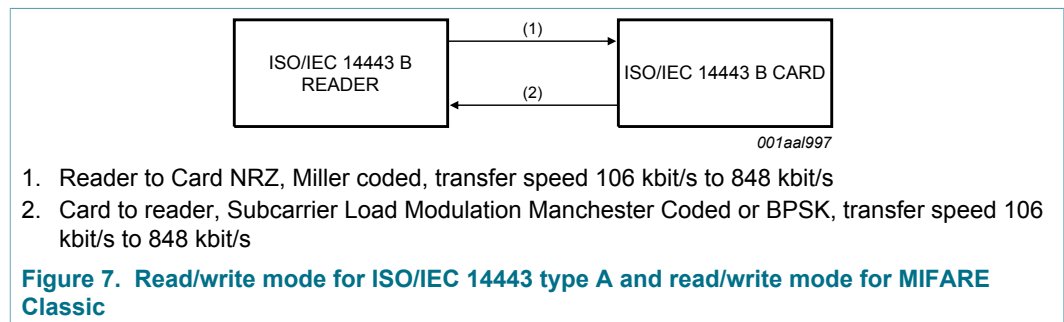 (1)
ISO/IEC 14443 B
READER
ISO/IEC 14443 B CARD
(2)
001aal997
1. Reader to Card NRZ, Miller coded, transfer speed 106 kbit/s to 848 kbit/s
2. Card to reader, Subcarrier Load Modulation Manchester Coded or BPSK, transfer speed 106
kbit/s to 848 kbit/s
Figure 7. Read/write mode for ISO/IEC 14443 type A and read/write mode for MIFARE
Classic